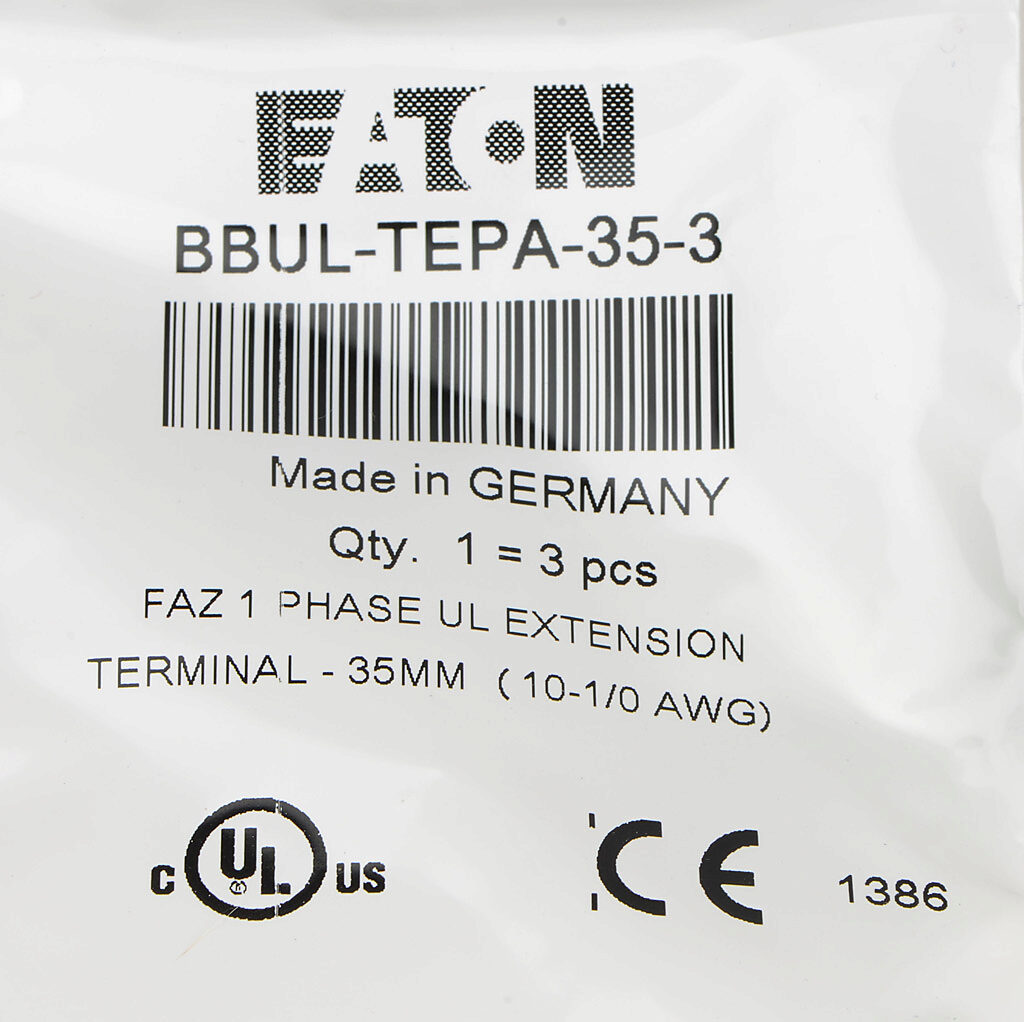 EATON
BBUL-TEPA-35-3
Made in GERMANY
Qty. 1 = 3 pcs
FAZ 1 PHASE UL EXTENSION
TERMINAL - 35MM (10-1/0 AWG)
C UL US CE 1386